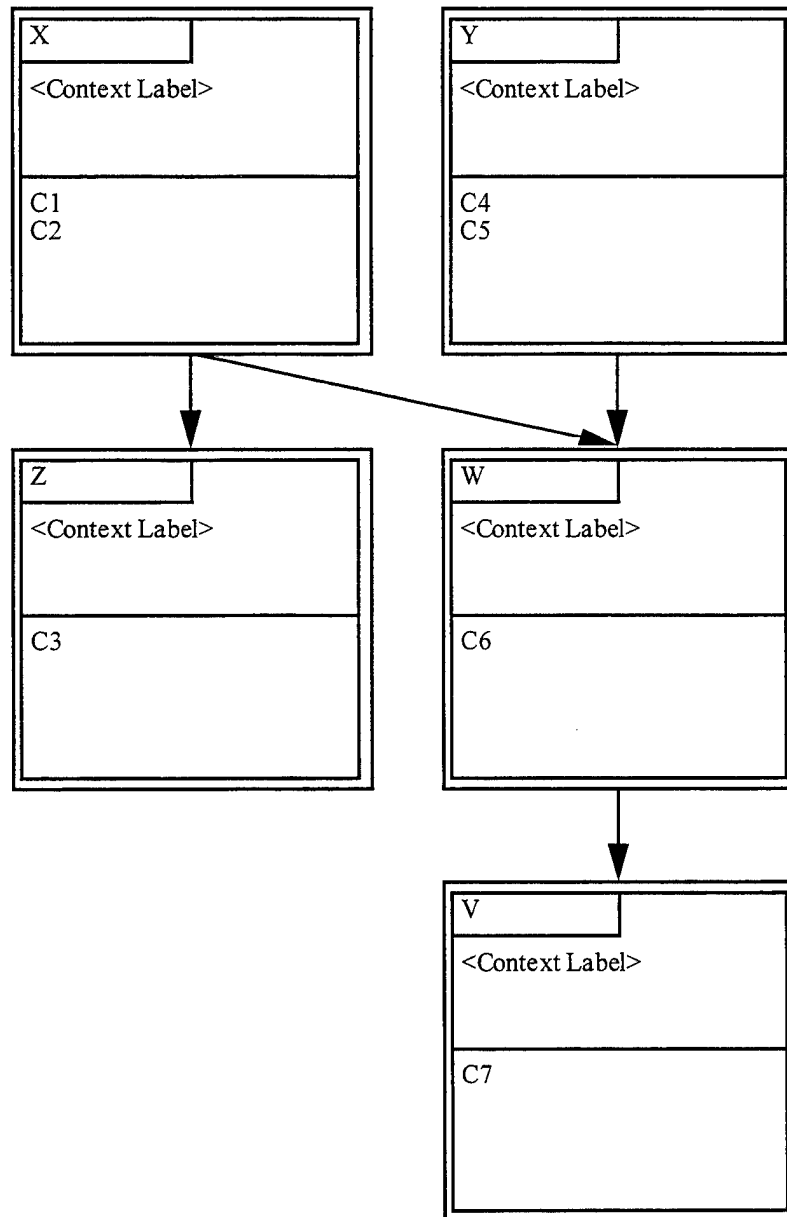 X
<Context Label>
C1
C2
Y
<Context Label>
C4
C5
Z
<Context Label>
C3
W
<Context Label>
C6
V
<Context Label>
C7